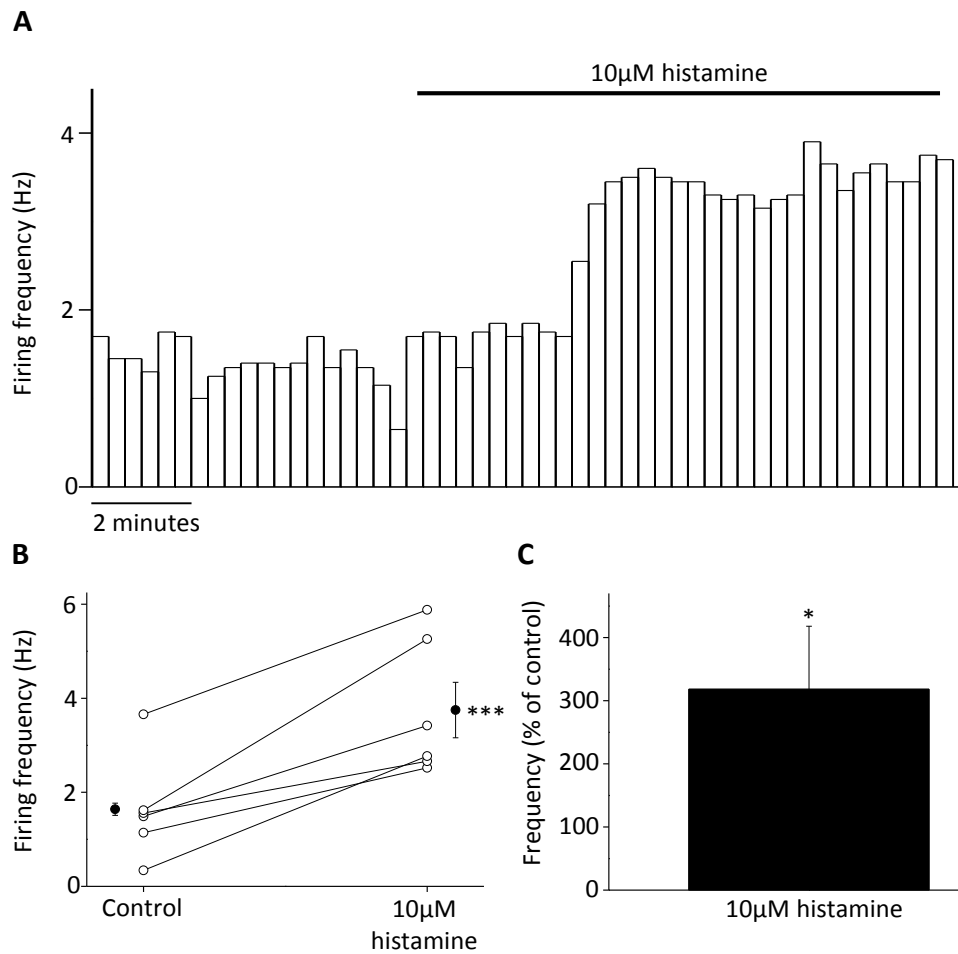 A
10µM histamine
Firing frequency (Hz)
4
2
0
2 minutes
B
Firing frequency (Hz)
6
4
2
0
***
Control
10µM
histamine
C
Frequency (% of control)
400
300
200
100
0
*
10µM histamine